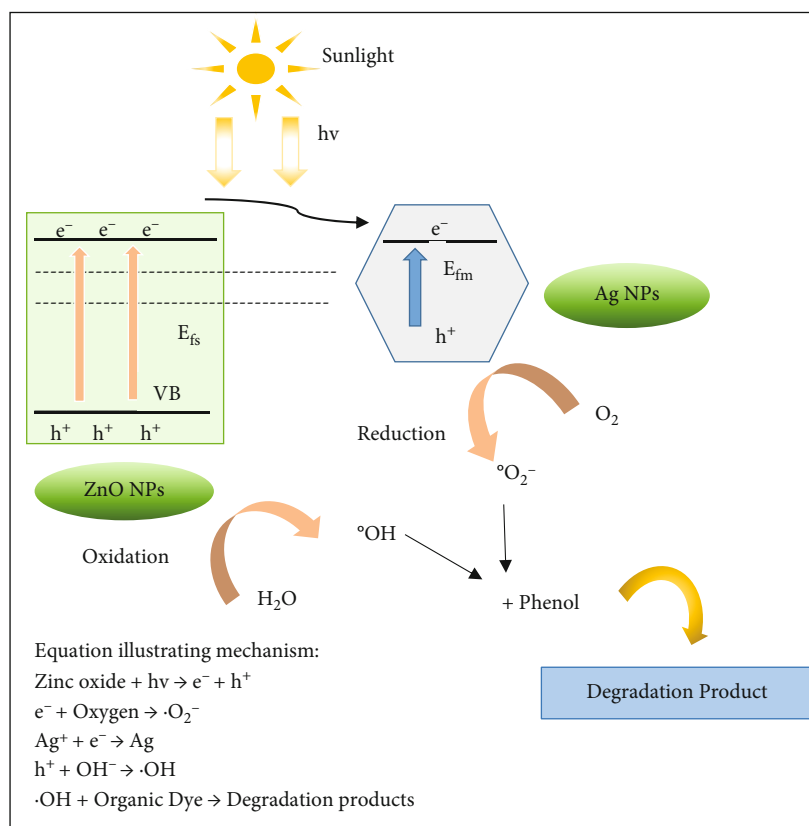 Sunlight
hv
e⁻ e⁻ e⁻
e⁻
E_fm
Ag NPs
E_fs
h⁺
VB
O₂
h⁺ h⁺ h⁺
Reduction
°O₂⁻
ZnO NPs
°OH
Oxidation
H₂O
+ Phenol
Equation illustrating mechanism:
Zinc oxide + hv → e⁻ + h⁺
e⁻ + Oxygen → ·O₂⁻
Ag⁺ + e⁻ → Ag
h⁺ + OH⁻ → ·OH
·OH + Organic Dye → Degradation products
Degradation Product